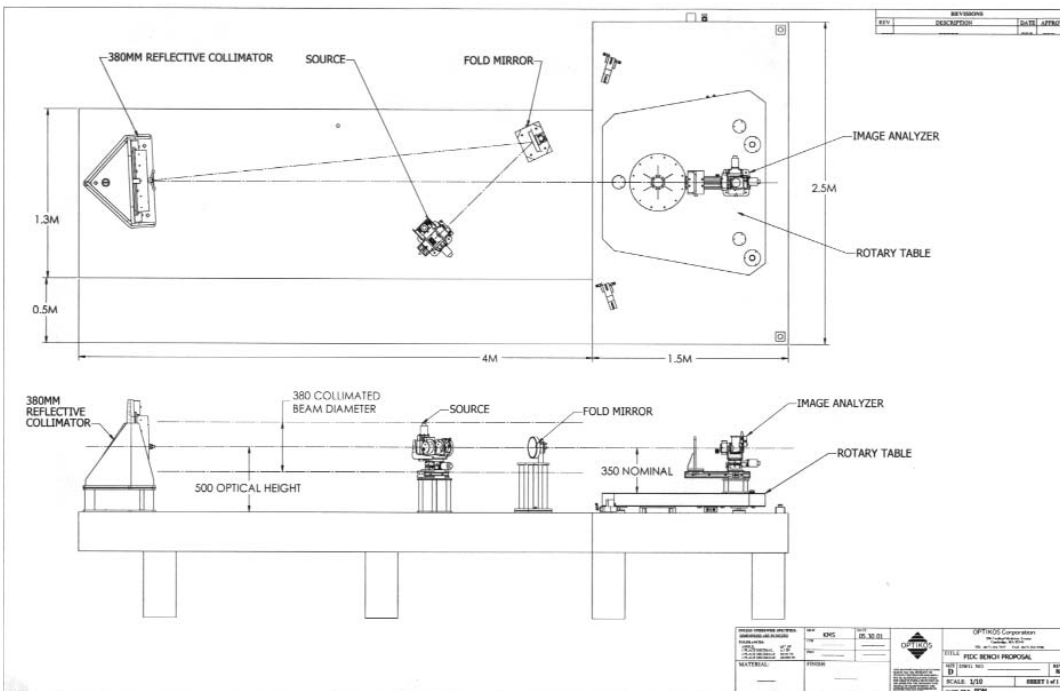 REVISIONS
REV DESCRIPTION DATE
380MM REFLECTIVE COLLIMATOR
SOURCE
FOLD MIRROR
IMAGE ANALYZER
1.3M
2.5M
ROTARY TABLE
0.5M
4M
1.5M
380MM
REFLECTIVE
COLLIMATOR
380 COLLIMATED
BEAM DIAMETER
SOURCE
FOLD MIRROR
IMAGE ANALYZER
ROTARY TABLE
350 NOMINAL
500 OPTICAL HEIGHT
KMS 05.30.01
OPTIKOS
OPTIKOS Corporation
TITLE
PIDC BENCH PROPOSAL
MATERIAL:
FINISH
D
SCALE: 1/10
SHEET 1 of 1